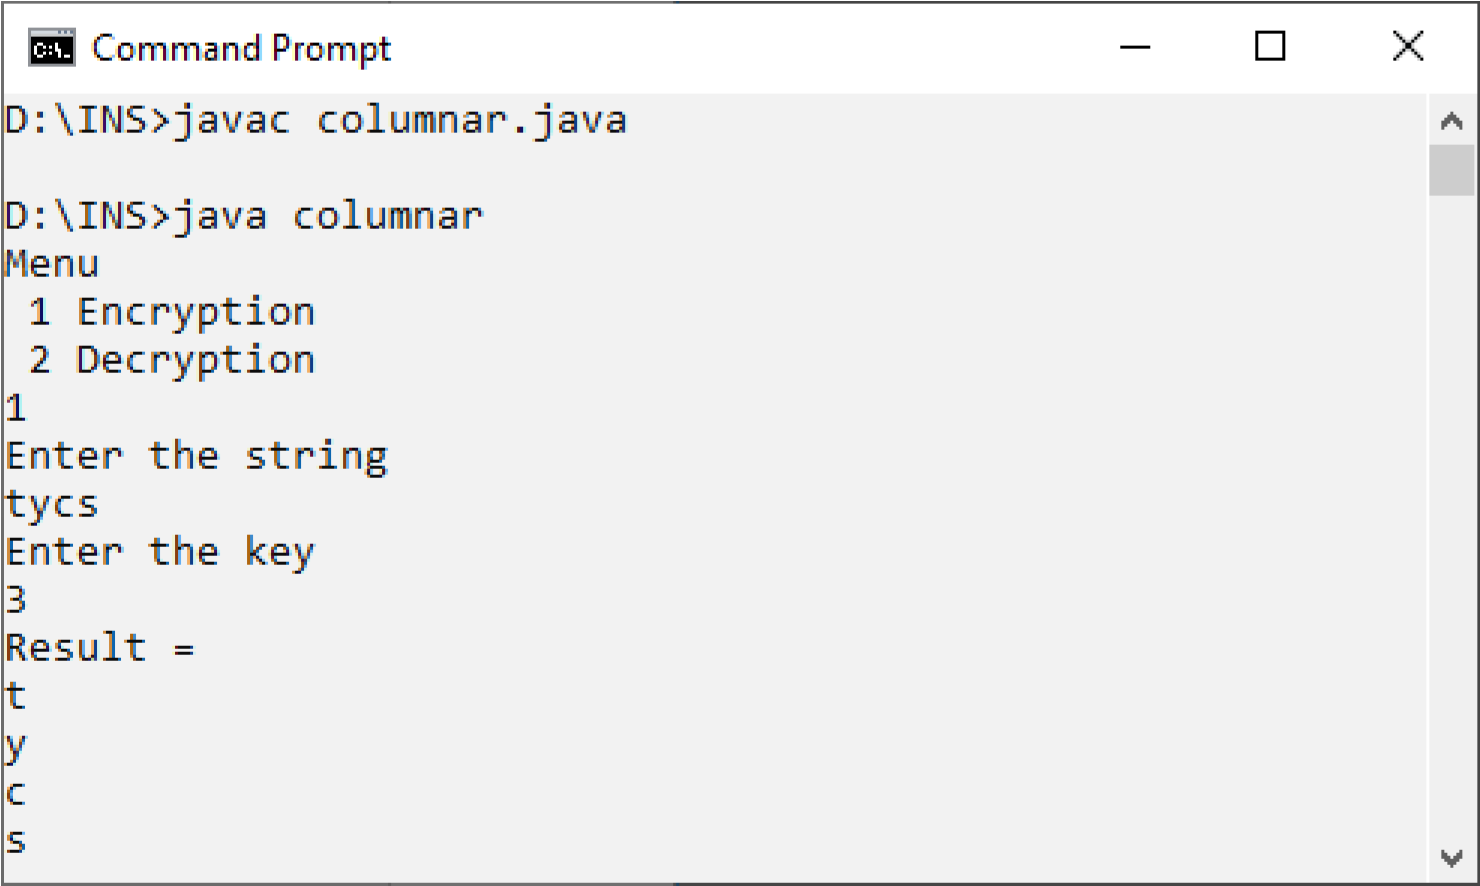 C:\.
Command Prompt
D:\INS>javac columnar.java
D:\INS>java columnar
Menu
 1 Encryption
 2 Decryption
1
Enter the string
tycs
Enter the key
3
Result =
t
y
c
s